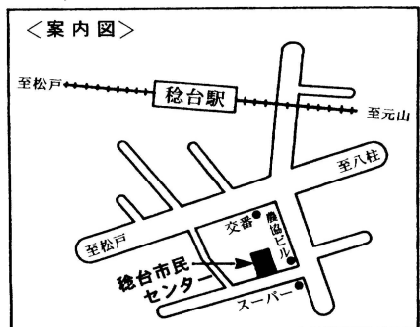 <案内図>
至松戸
稔台駅
至元山
至八柱
交番
農協ビル
至松戸
稔台市民
センター
スーパー